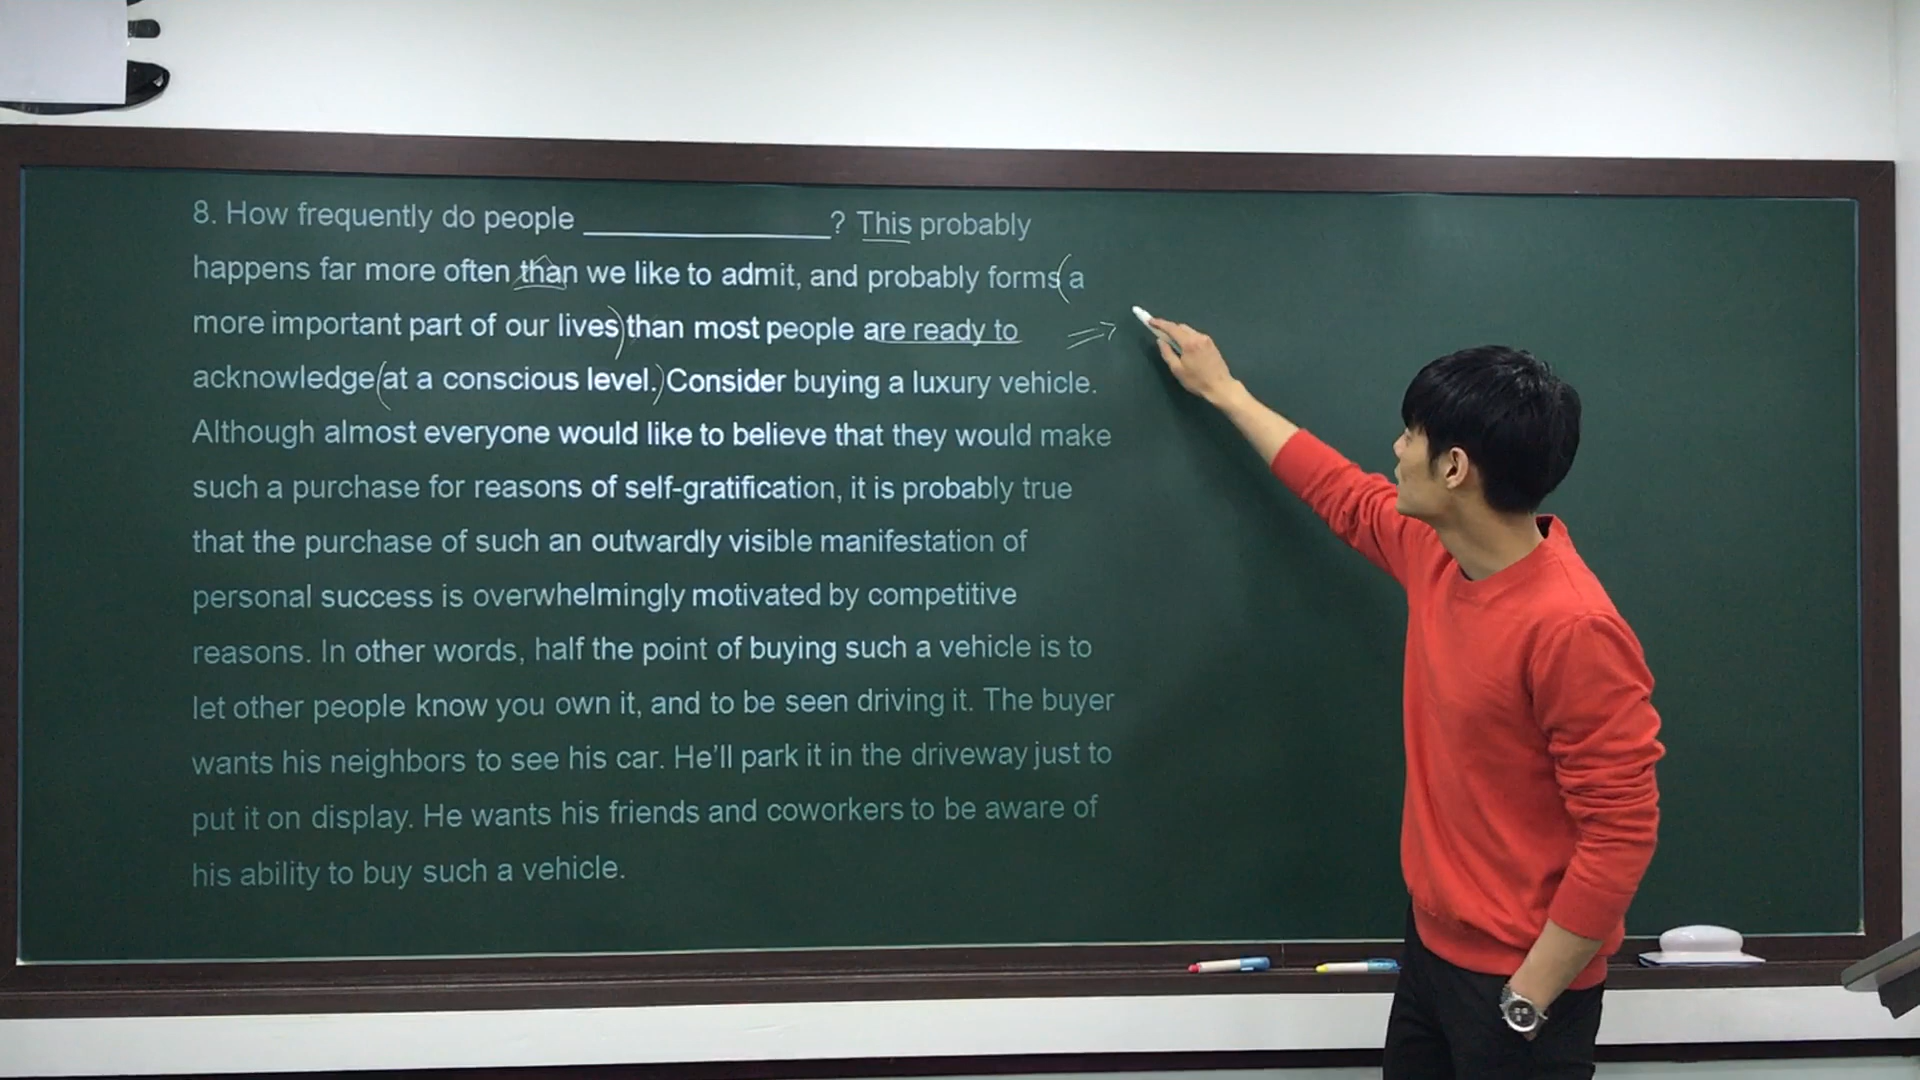 8. How frequently do people ________________? This probably
happens far more often than we like to admit, and probably forms (a
more important part of our lives) than most people are ready to
acknowledge (at a conscious level.) Consider buying a luxury vehicle.
Although almost everyone would like to believe that they would make
such a purchase for reasons of self-gratification, it is probably true
that the purchase of such an outwardly visible manifestation of
personal success is overwhelmingly motivated by competitive
reasons. In other words, half the point of buying such a vehicle is to
let other people know you own it, and to be seen driving it. The buyer
wants his neighbors to see his car. He’ll park it in the driveway just to
put it on display. He wants his friends and coworkers to be aware of
his ability to buy such a vehicle.